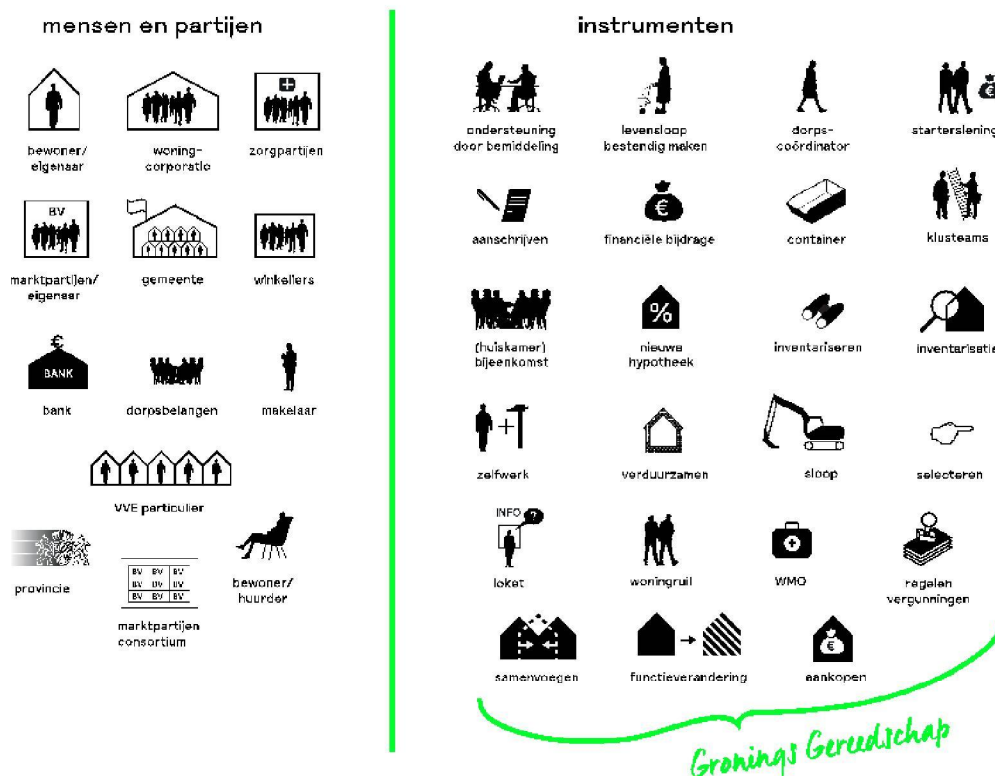 mensen en partijen
bewoner/
eigenaar
woning-
corporatie
zorgpartijen
BV
marktpartijen/
eigenaar
gemeente
winkeliers
€
BANK
bank
dorpsbelangen
makelaar
VVE particulier
provincie
BV BV BV
BV BV BV
BV BV BV
marktpartijen
consortium
bewoner/
huurder
instrumenten
ondersteuning
door bemiddeling
levensloop
bestendig maken
dorps-
coördinator
€
starterslening
aanschrijven
€
financiële bijdrage
container
klusteams
(huiskamer)
bijeenkomst
%
nieuwe
hypotheek
inventariseren
inventarisatie
+
zelfwerk
verduurzamen
sloop
selecteren
INFO ?
loket
woningruil
WMO
regelen
vergunningen
samenvoegen
functieverandering
€
aankopen
Gronings Gereedschap